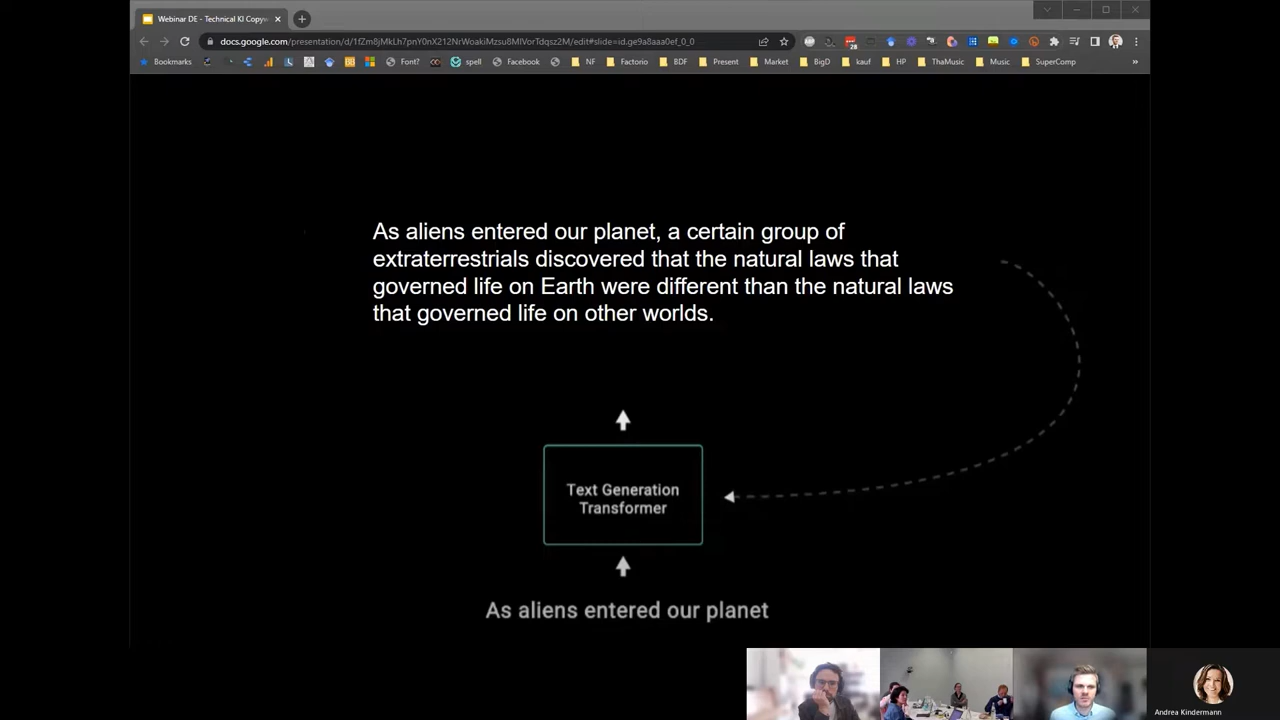 Webinar DE - Technical KI Copyw
docs.google.com/presentation/d/1fZm8jMkLh7pnY0nX212NrWoakiMzsu8MlVorTdqsz2M/edit#slide=id.ge9a8aaa0ef_0_0
28
Bookmarks
Font?
spell
Facebook
NF
Factorio
BDF
Present
Market
BigD
kauf
HP
ThaMusic
Music
SuperComp
»
As aliens entered our planet, a certain group of
extraterrestrials discovered that the natural laws that
governed life on Earth were different than the natural laws
that governed life on other worlds.
Text Generation
Transformer
As aliens entered our planet
Andrea Kindermann